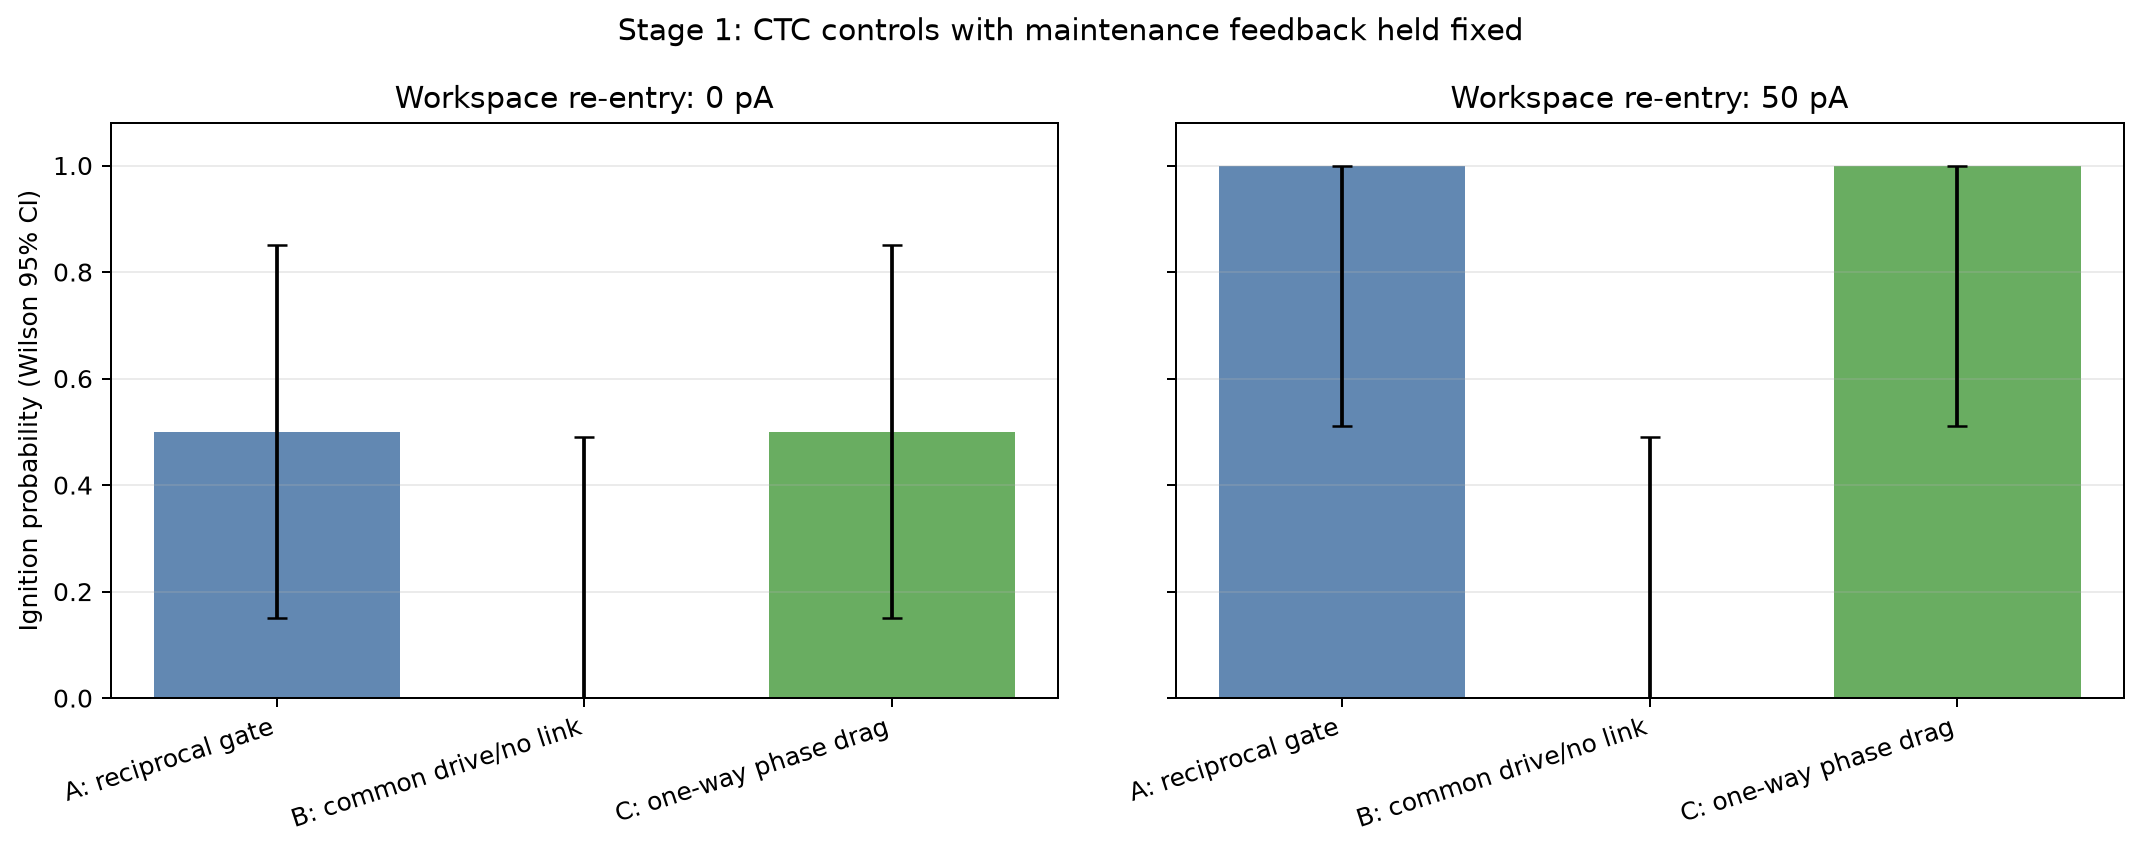 Stage 1: CTC controls with maintenance feedback held fixed
Workspace re-entry: 0 pA
Workspace re-entry: 50 pA
Ignition probability (Wilson 95% CI)
1.0
0.8
0.6
0.4
0.2
0.0
A: reciprocal gate
B: common drive/no link
C: one-way phase drag
A: reciprocal gate
B: common drive/no link
C: one-way phase drag